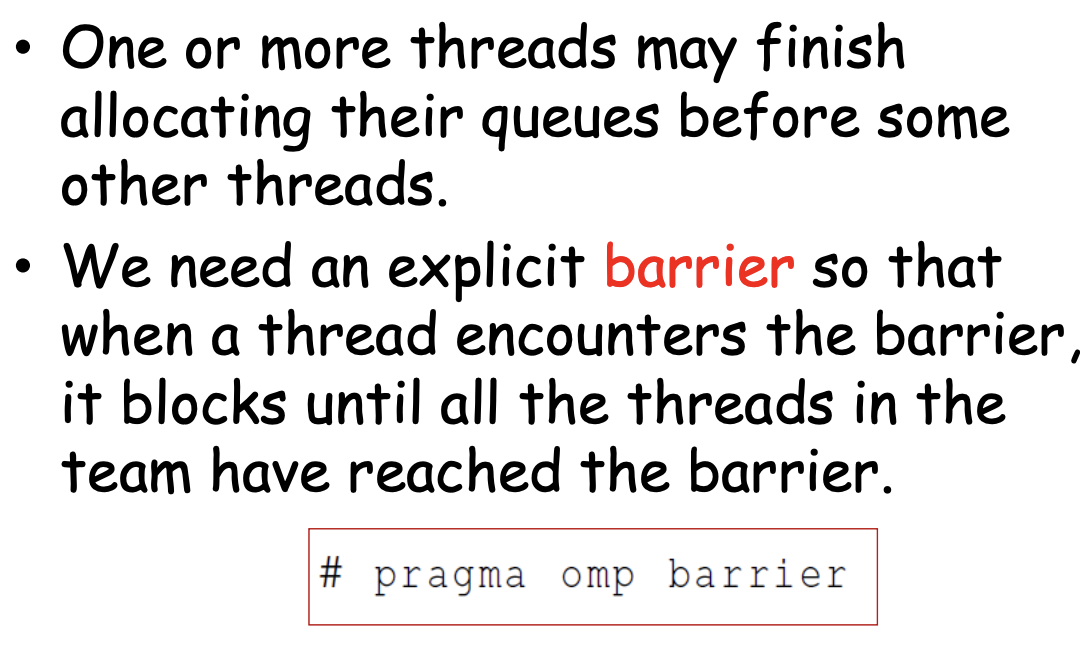 • One or more threads may finish
allocating their queues before some
other threads.
• We need an explicit barrier so that
when a thread encounters the barrier,
it blocks until all the threads in the
team have reached the barrier.
# pragma omp barrier